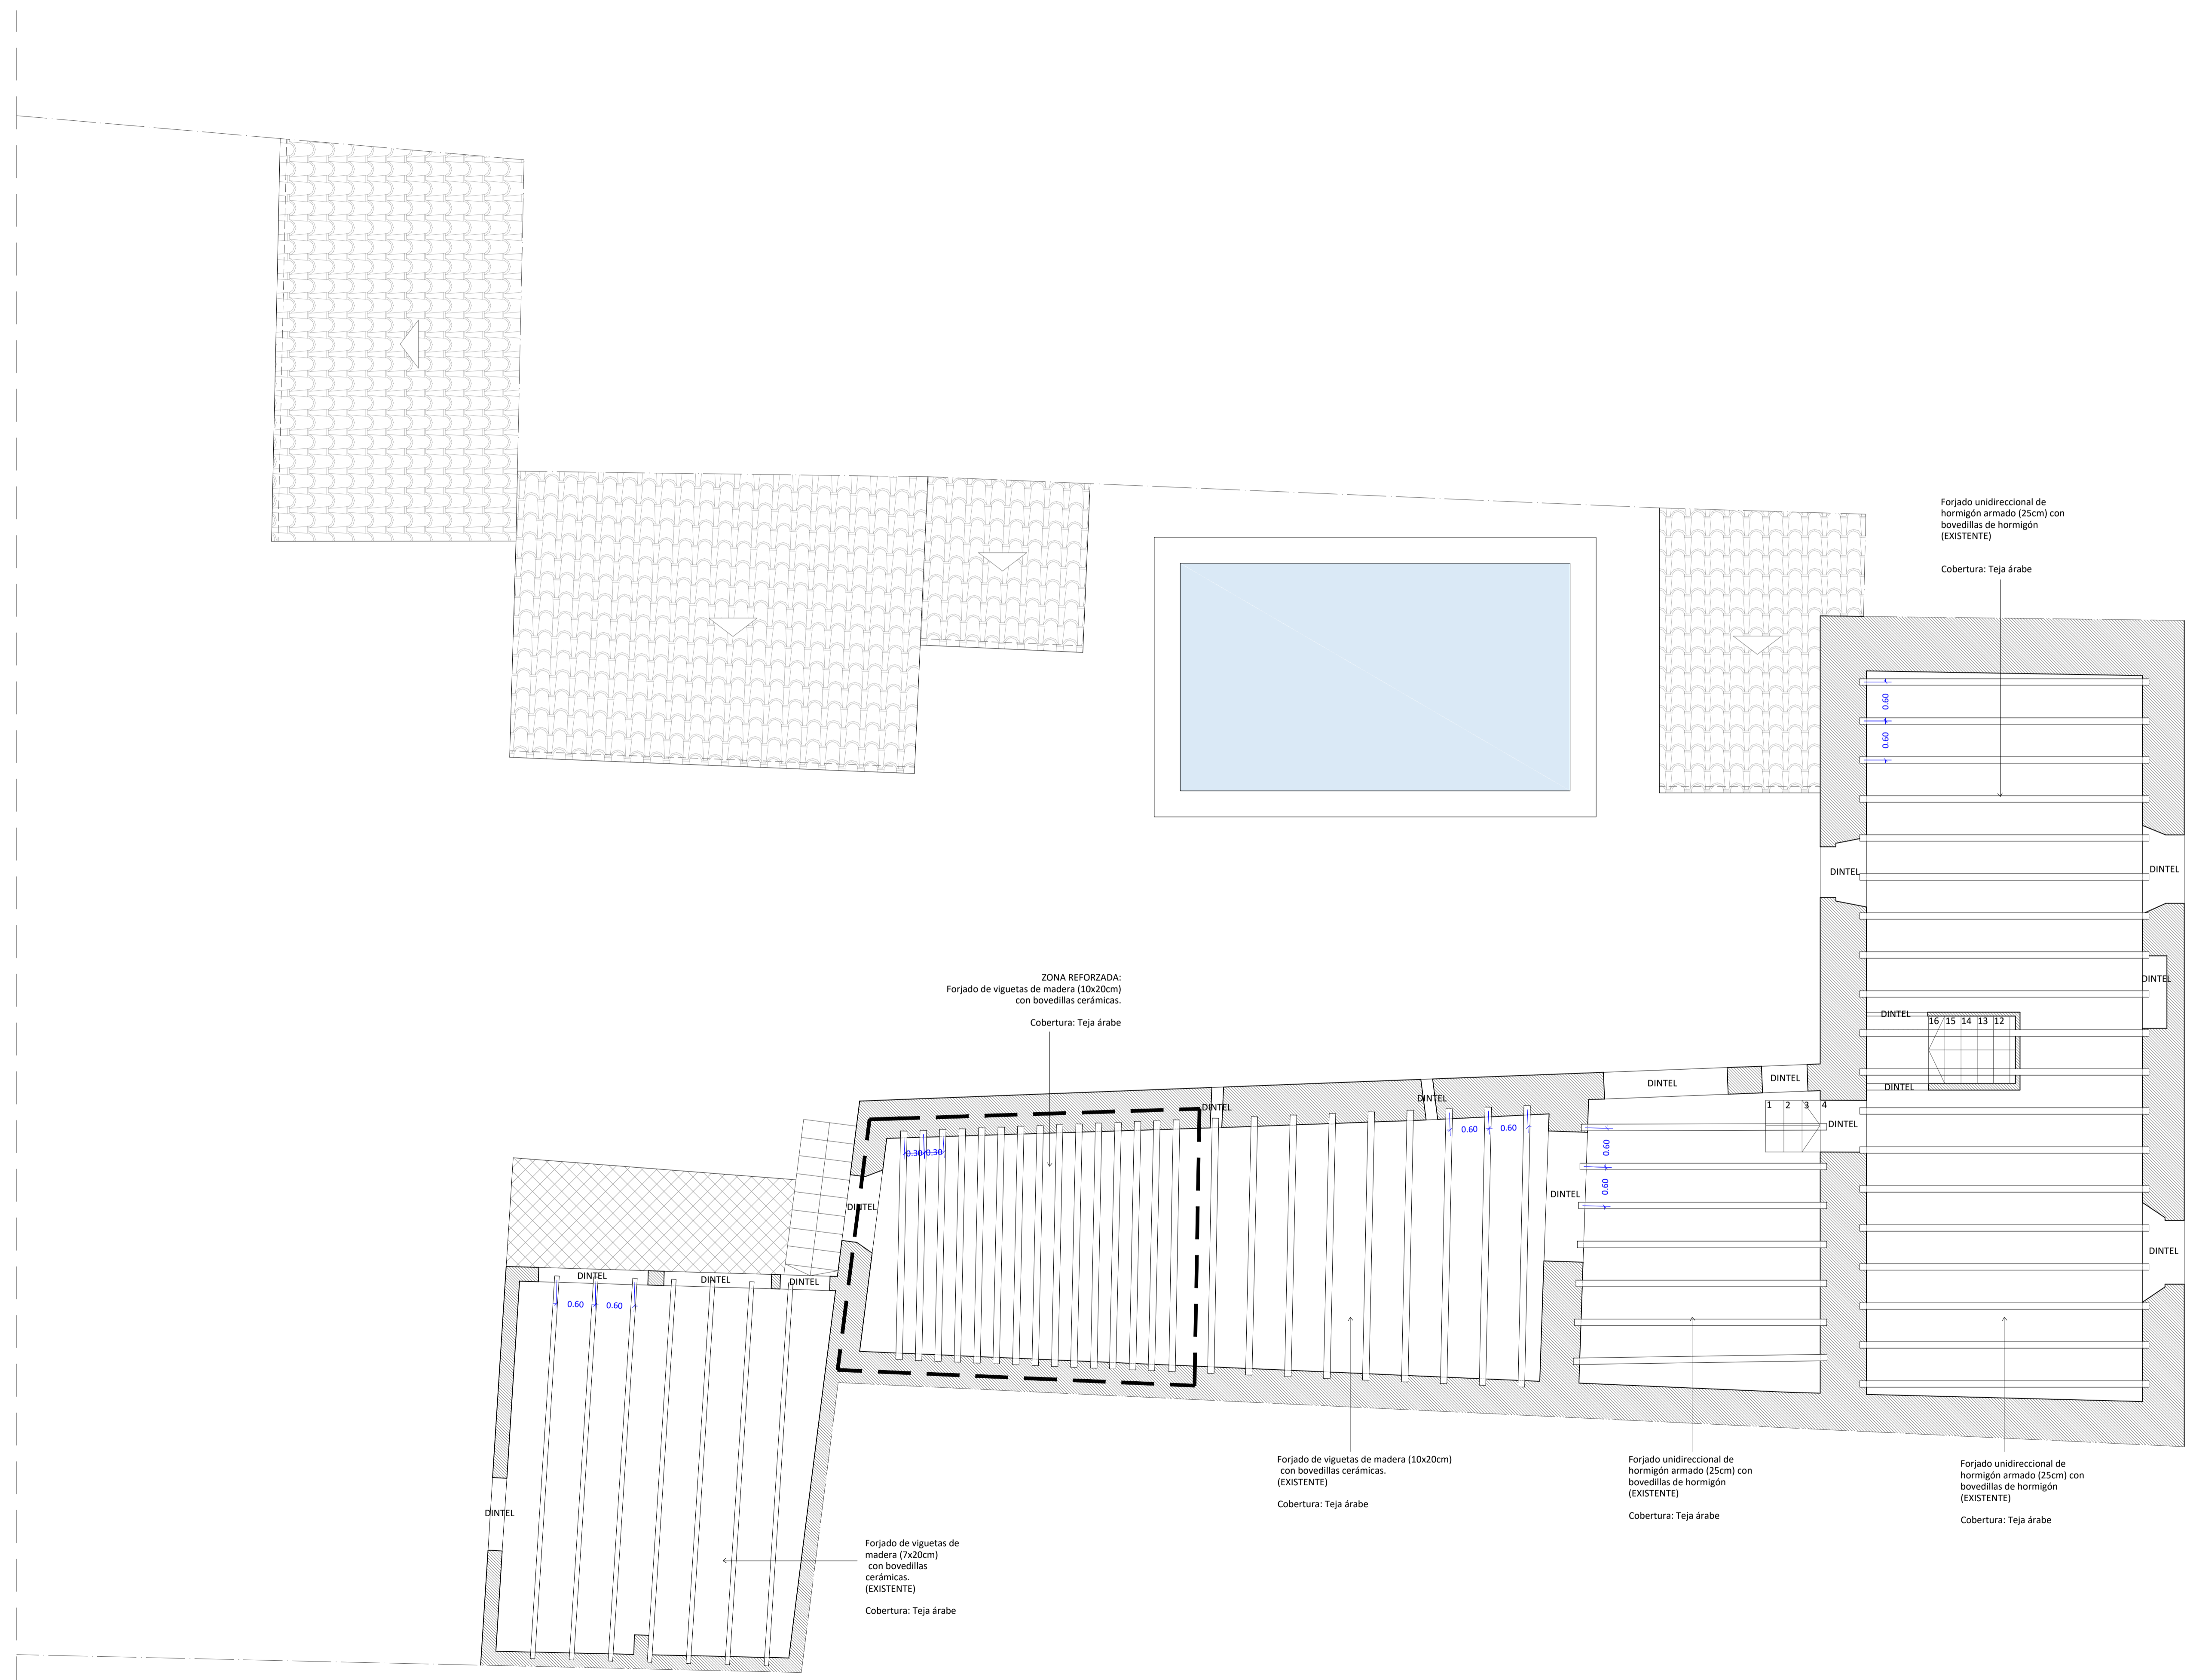 Forjado unidireccional de
hormigón armado (25cm) con
bovedillas de hormigón
(EXISTENTE)
Cobertura: Teja árabe
0.60
0.60
DINTEL
DINTEL
ZONA REFORZADA:
Forjado de viguetas de madera (10x20cm)
con bovedillas cerámicas.
Cobertura: Teja árabe
DINTEL
DINTEL
16 15 14 13 12
DINTEL
DINTEL
DINTEL
DINTEL
DINTEL
1 2 3 4
DINTEL
DINTEL
0.60 0.60
0.60
0.60
0.30 0.30
DINTEL
DINTEL
DINTEL
DINTEL
DINTEL
DINTEL
0.60 0.60
DINTEL
Forjado de viguetas de madera (10x20cm)
con bovedillas cerámicas.
(EXISTENTE)
Cobertura: Teja árabe
Forjado unidireccional de
hormigón armado (25cm) con
bovedillas de hormigón
(EXISTENTE)
Cobertura: Teja árabe
Forjado unidireccional de
hormigón armado (25cm) con
bovedillas de hormigón
(EXISTENTE)
Cobertura: Teja árabe
DINTEL
Forjado de viguetas de
madera (7x20cm)
con bovedillas
cerámicas.
(EXISTENTE)
Cobertura: Teja árabe